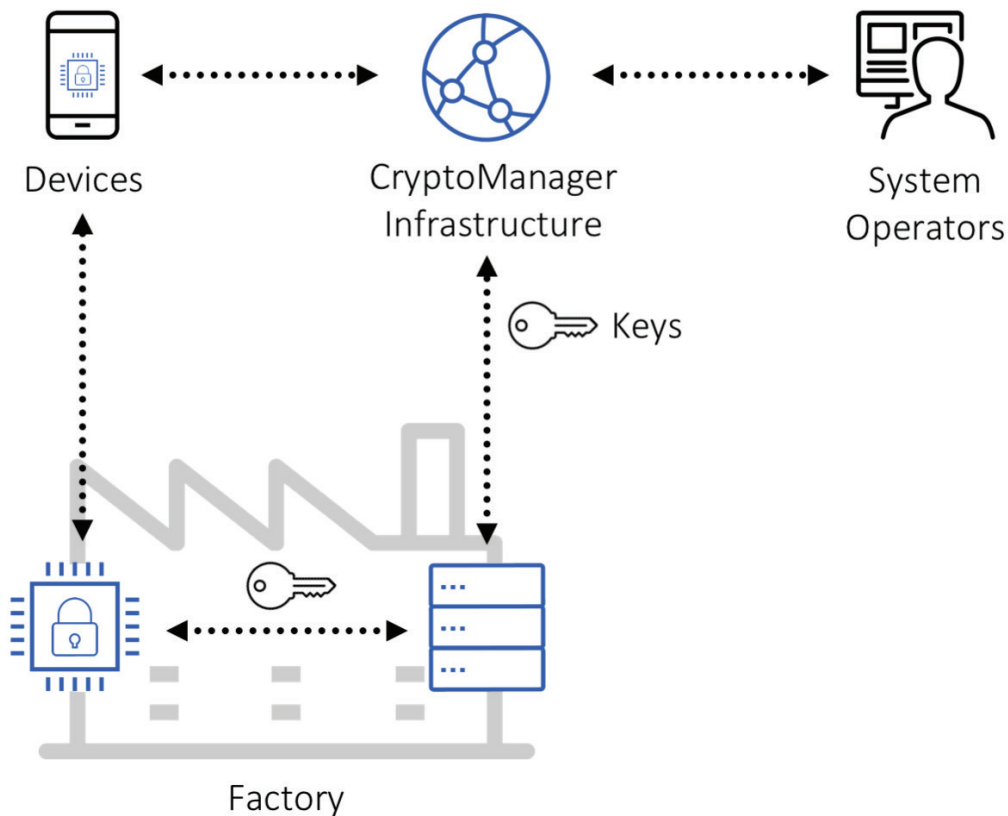 Devices
CryptoManager
Infrastructure
System
Operators
Keys
Factory